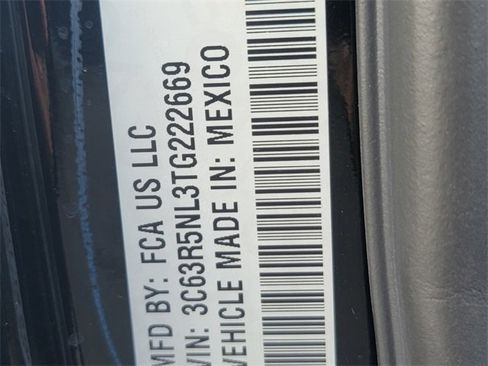 MFD BY: FCA US LLC
VIN: 3C63R5NL3TG222669
VEHICLE MADE IN: MEXICO